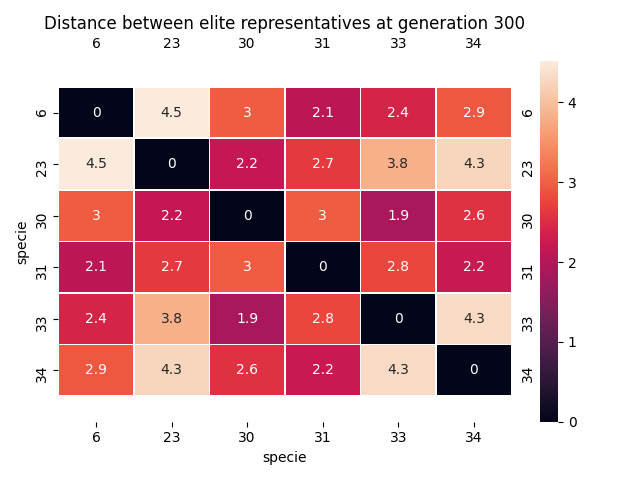 Distance between elite representatives at generation 300
6 23 30 31 33 34
6 0 4.5 3 2.1 2.4 2.9 6
23 4.5 0 2.2 2.7 3.8 4.3 23
30 3 2.2 0 3 1.9 2.6 30
31 2.1 2.7 3 0 2.8 2.2 31
33 2.4 3.8 1.9 2.8 0 4.3 33
34 2.9 4.3 2.6 2.2 4.3 0 34
6 23 30 31 33 34
specie
specie
4
3
2
1
0